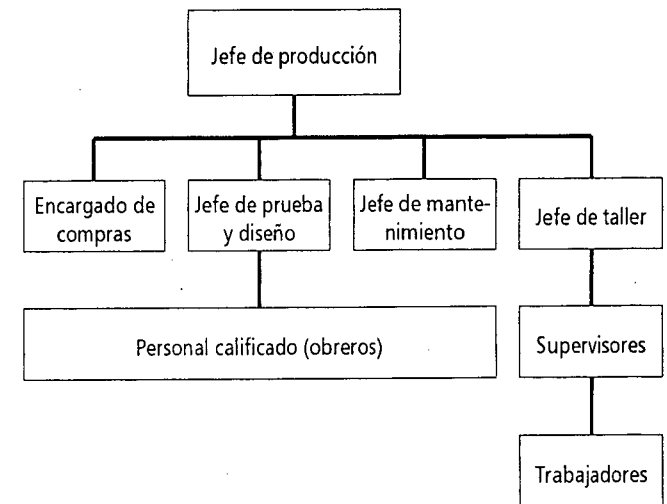 Jefe de producción
Encargado de
compras
Jefe de prueba
y diseño
Jefe de mante-
nimiento
Jefe de taller
Personal calificado (obreros)
Supervisores
Trabajadores